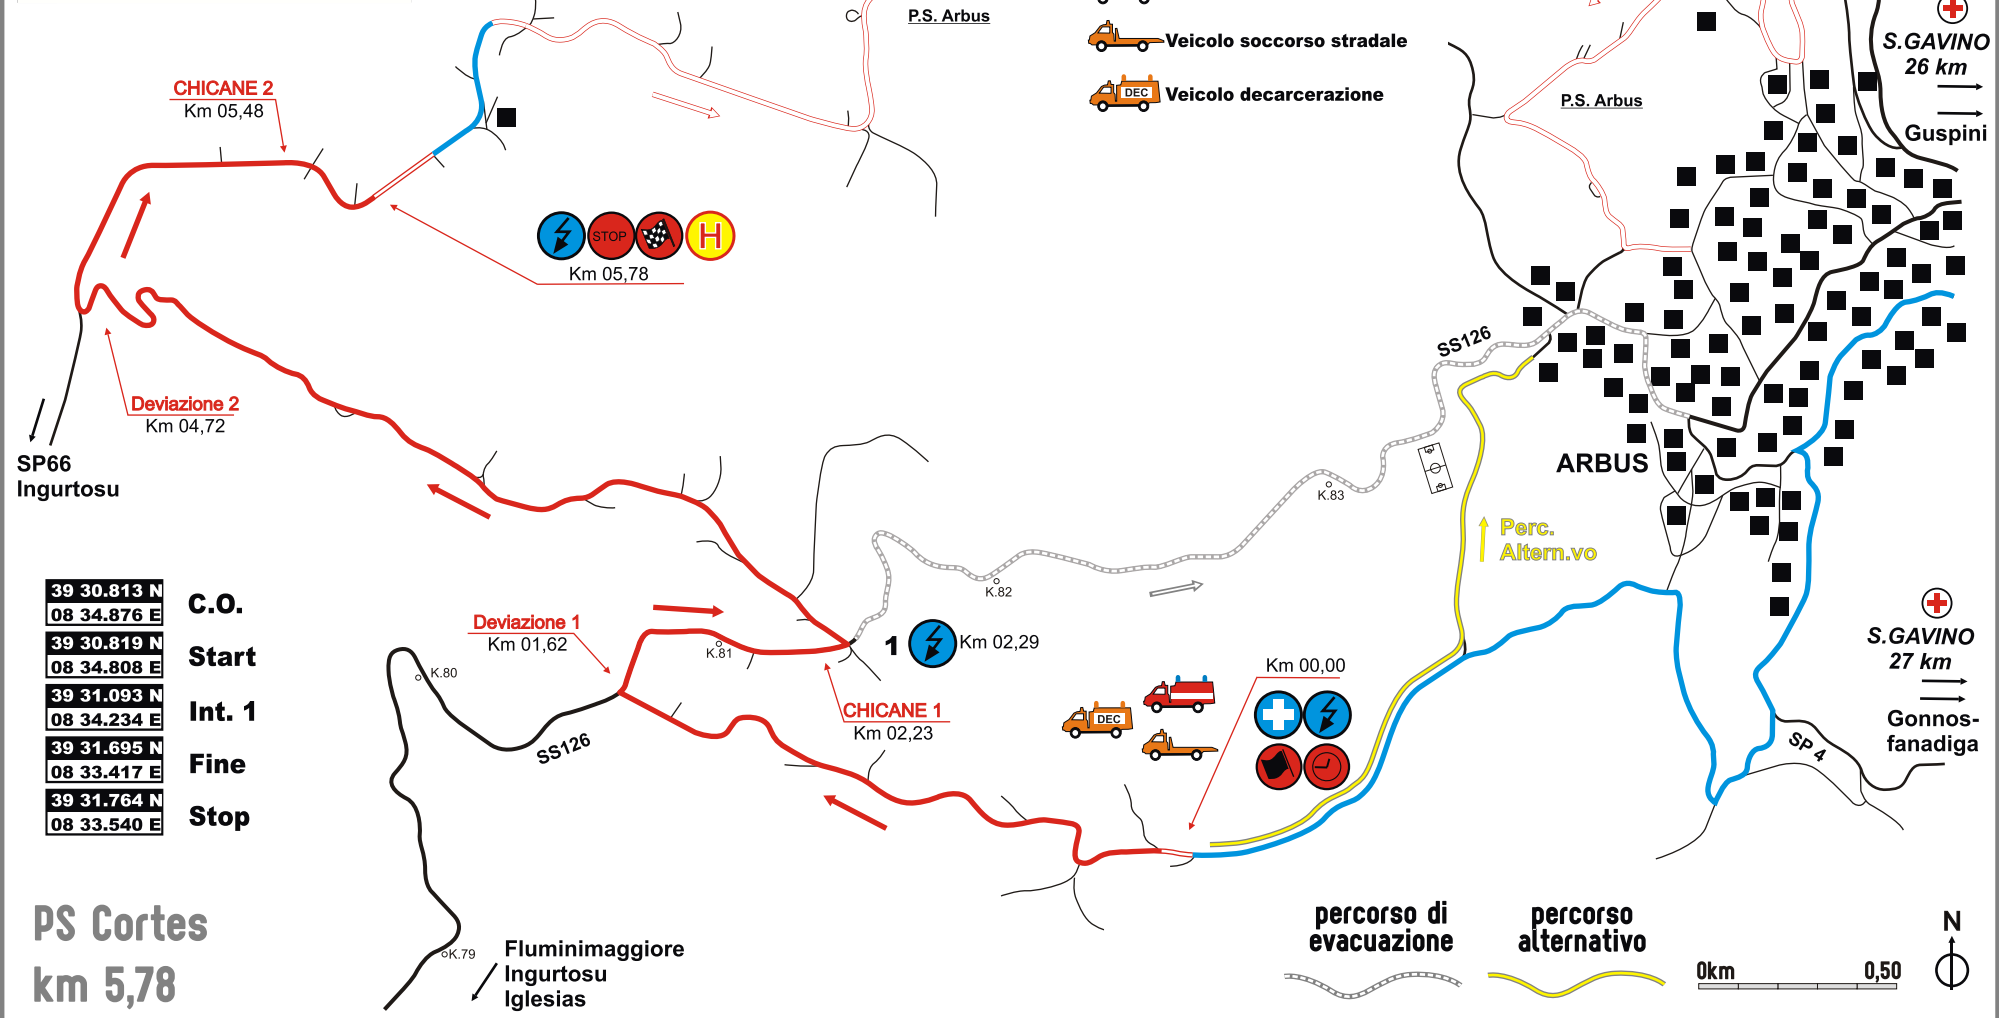 P.S. Arbus
Veicolo soccorso stradale
DEC
Veicolo decarcerazione
P.S. Arbus
S.GAVINO
26 km
Guspini
CHICANE 2
Km 05,48
STOP
H
Km 05,78
Deviazione 2
Km 04,72
SP66
Ingurtosu
SS126
ARBUS
K.83
Perc.
Altern.vo
K.82
39 30.813 N
08 34.876 E
C.O.
39 30.819 N
08 34.808 E
Start
39 31.093 N
08 34.234 E
Int. 1
39 31.695 N
08 33.417 E
Fine
39 31.764 N
08 33.540 E
Stop
Deviazione 1
Km 01,62
K.81
K.80
1
Km 02,29
CHICANE 1
Km 02,23
SS126
DEC
Km 00,00
S.GAVINO
27 km
Gonnos-
fanadiga
SP 4
PS Cortes
km 5,78
K.79
Fluminimaggiore
Ingurtosu
Iglesias
percorso di
evacuazione
percorso
alternativo
0km
0,50
N